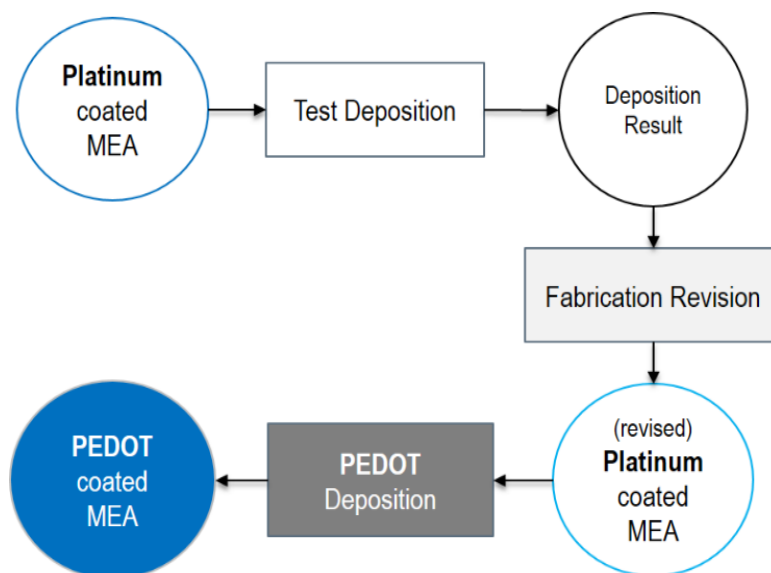 Platinum
coated
MEA
Test Deposition
Deposition
Result
Fabrication Revision
(revised)
Platinum
coated
MEA
PEDOT
Deposition
PEDOT
coated
MEA